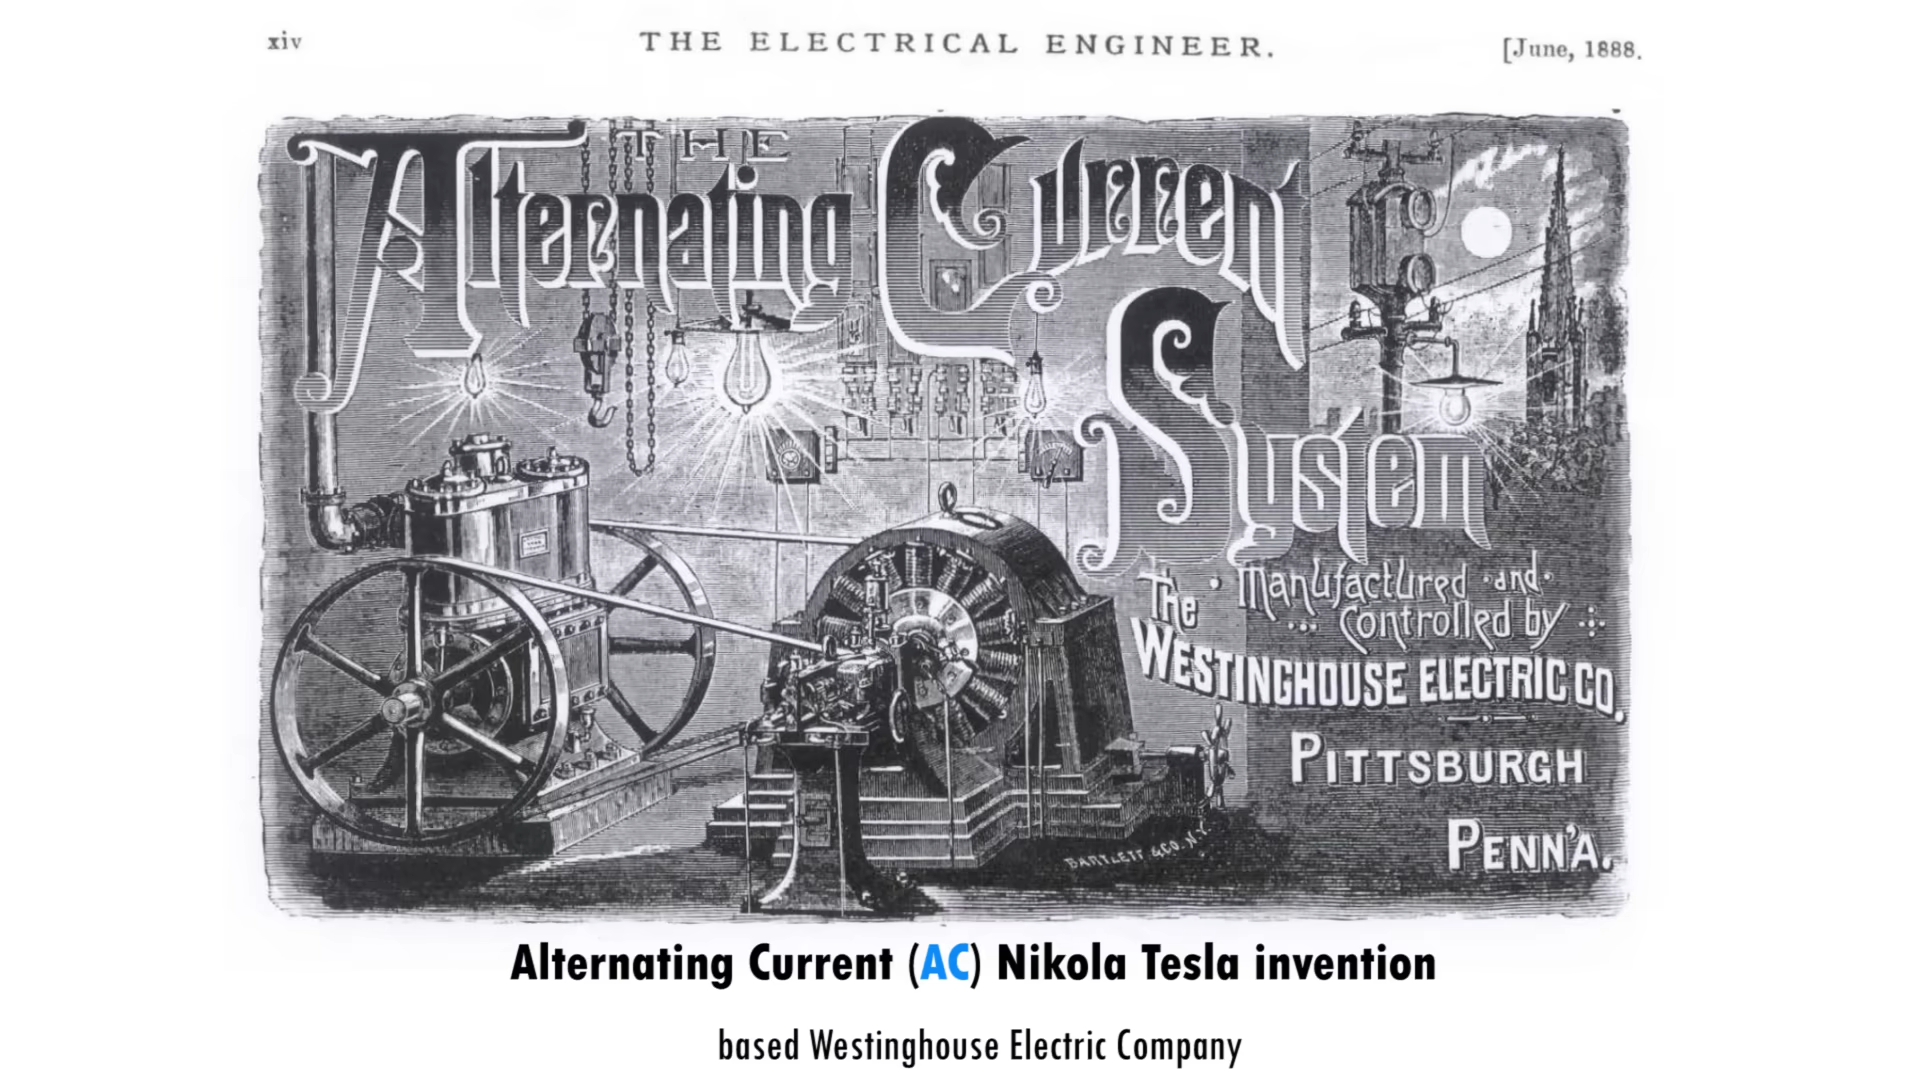 xiv THE ELECTRICAL ENGINEER. [June, 1888.
THE
Alternating Current
System
Manufactured and
The Controlled by
WESTINGHOUSE ELECTRIC CO.
PITTSBURGH
PENN'A.
BARTLETT & CO. N.Y.
Alternating Current (AC) Nikola Tesla invention
based Westinghouse Electric Company